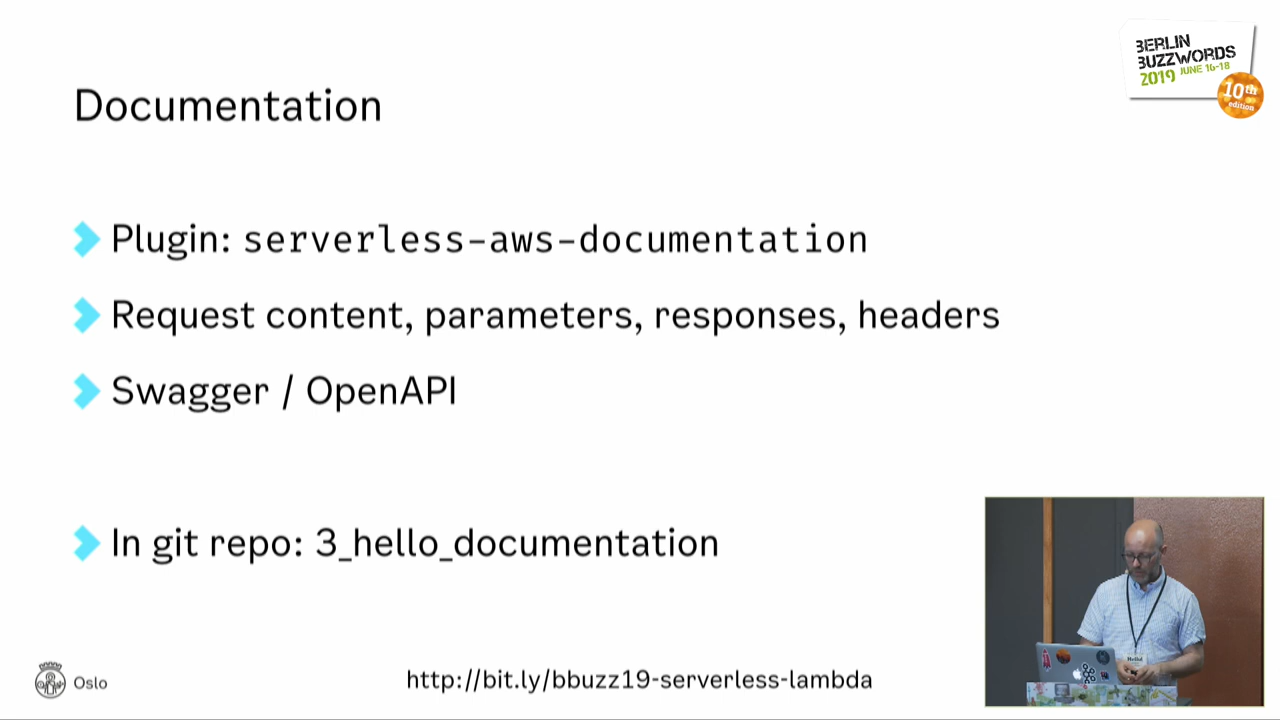 BERLIN
BUZZWORDS
2019 JUNE 16-18
10th
edition
Documentation
Plugin: serverless-aws-documentation
Request content, parameters, responses, headers
Swagger / OpenAPI
In git repo: 3_hello_documentation
Oslo
http://bit.ly/bbuzz19-serverless-lambda
Hello!